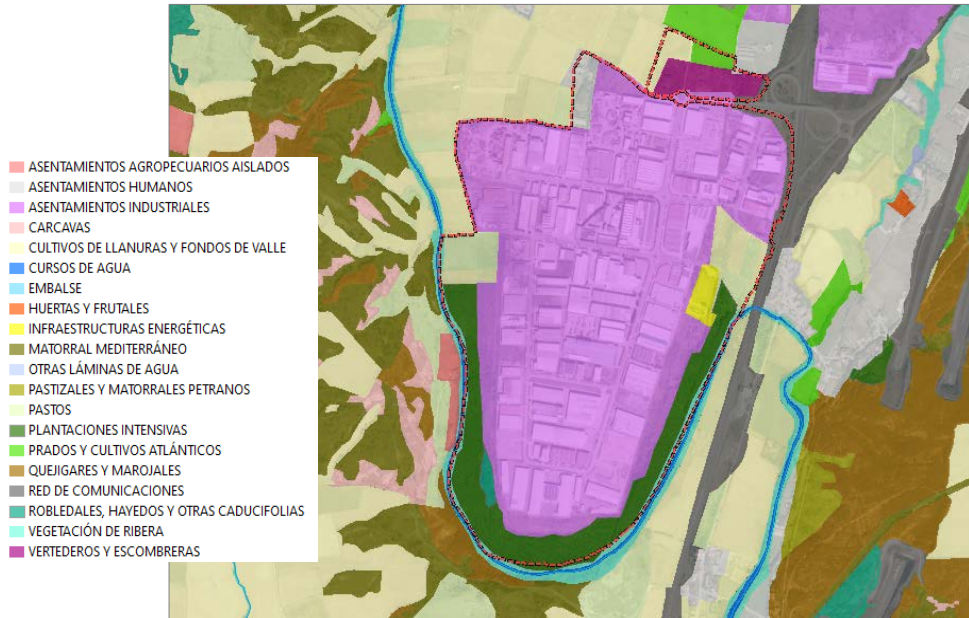 ASENTAMIENTOS AGROPECUARIOS AISLADOS
ASENTAMIENTOS HUMANOS
ASENTAMIENTOS INDUSTRIALES
CARCAVAS
CULTIVOS DE LLANURAS Y FONDOS DE VALLE
CURSOS DE AGUA
EMBALSE
HUERTAS Y FRUTALES
INFRAESTRUCTURAS ENERGÉTICAS
MATORRAL MEDITERRÁNEO
OTRAS LÁMINAS DE AGUA
PASTIZALES Y MATORRALES PETRANOS
PASTOS
PLANTACIONES INTENSIVAS
PRADOS Y CULTIVOS ATLÁNTICOS
QUEJIGARES Y MAROJALES
RED DE COMUNICACIONES
ROBLEDALES, HAYEDOS Y OTRAS CADUCIFOLIAS
VEGETACIÓN DE RIBERA
VERTEDEROS Y ESCOMBRERAS